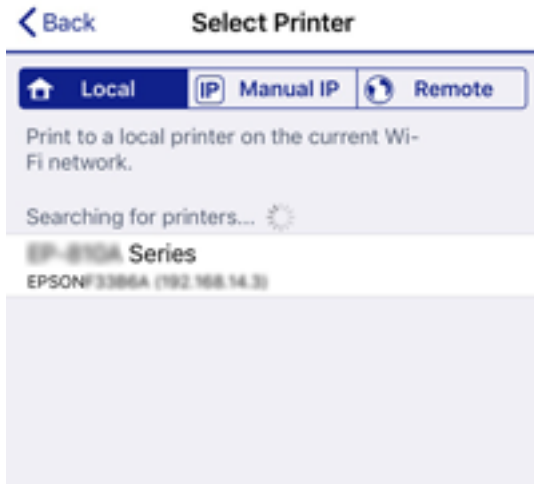 Back Select Printer
Local IP Manual IP Remote
Print to a local printer on the current Wi-
Fi network.
Searching for printers...
Series
EPSON